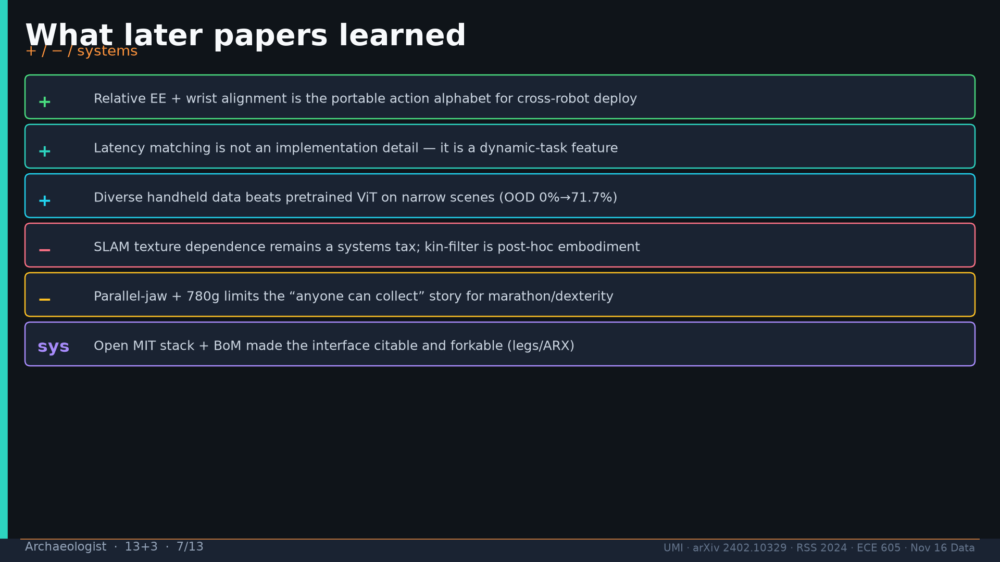 What later papers learned
+ / − / systems
+ Relative EE + wrist alignment is the portable action alphabet for cross-robot deploy
+ Latency matching is not an implementation detail — it is a dynamic-task feature
+ Diverse handheld data beats pretrained ViT on narrow scenes (OOD 0%→71.7%)
− SLAM texture dependence remains a systems tax; kin-filter is post-hoc embodiment
− Parallel-jaw + 780g limits the “anyone can collect” story for marathon/dexterity
sys Open MIT stack + BoM made the interface citable and forkable (legs/ARX)
Archaeologist · 13+3 · 7/13
UMI · arXiv 2402.10329 · RSS 2024 · ECE 605 · Nov 16 Data